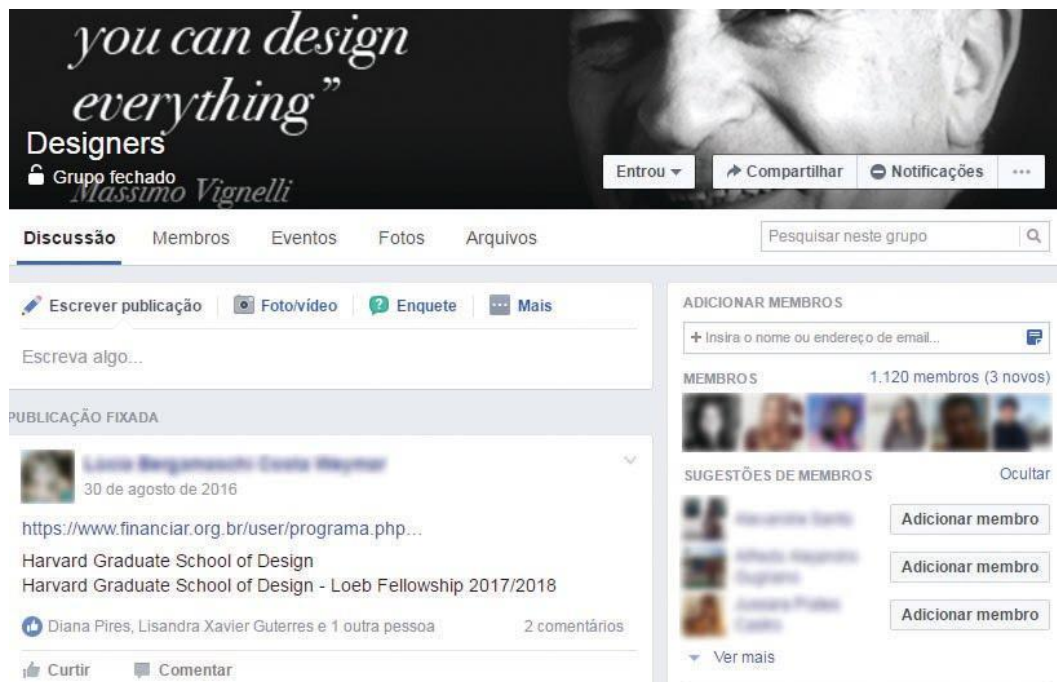 you can design
everything”
Designers
Grupo fechado
Massimo Vignelli
Entrou
Compartilhar
Notificações
Discussão
Membros
Eventos
Fotos
Arquivos
Pesquisar neste grupo
Escrever publicação
Foto/vídeo
Enquete
Mais
Escreva algo...
PUBLICAÇÃO FIXADA
30 de agosto de 2016
https://www.financiar.org.br/user/programa.php...
Harvard Graduate School of Design
Harvard Graduate School of Design - Loeb Fellowship 2017/2018
Diana Pires, Lisandra Xavier Guterres e 1 outra pessoa
2 comentários
Curtir
Comentar
ADICIONAR MEMBROS
+ Insira o nome ou endereço de email...
MEMBROS
1.120 membros (3 novos)
SUGESTÕES DE MEMBROS
Ocultar
Adicionar membro
Adicionar membro
Adicionar membro
Ver mais